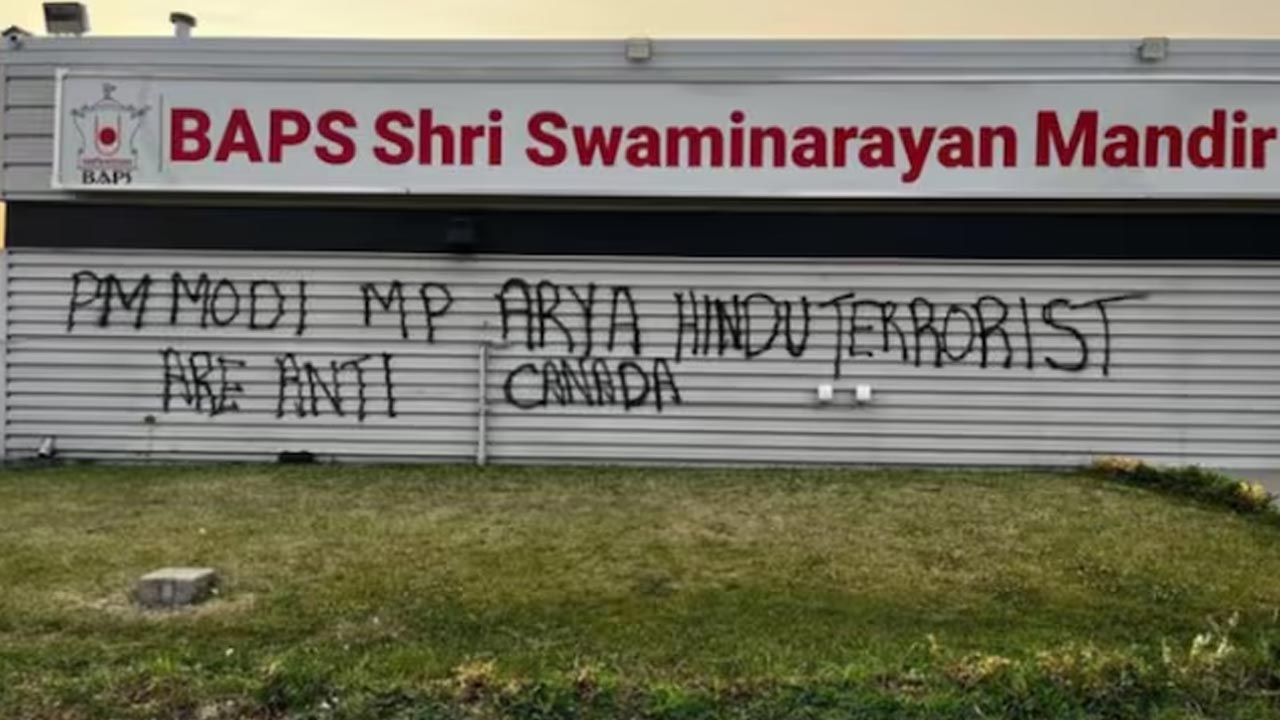 BAPS Shri Swaminarayan Mandir
BAPS
PM MODI MP ARYA HINDU TERRORIST
ARE ANTI CANADA